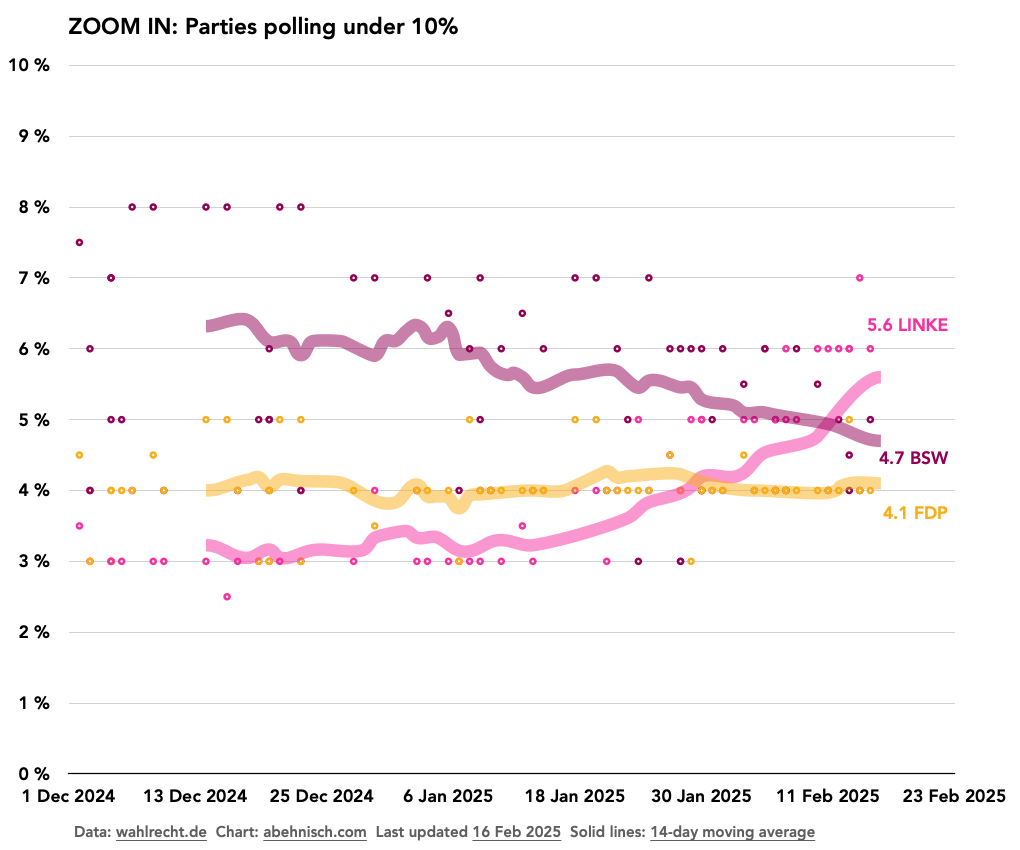 ZOOM IN: Parties polling under 10%
10 %
9 %
8 %
7 %
6 %
5 %
4 %
3 %
2 %
1 %
0 %
5.6 LINKE
4.7 BSW
4.1 FDP
1 Dec 2024 13 Dec 2024 25 Dec 2024 6 Jan 2025 18 Jan 2025 30 Jan 2025 11 Feb 2025 23 Feb 2025
Data: wahlrecht.de Chart: abehnisch.com Last updated 16 Feb 2025 Solid lines: 14-day moving average